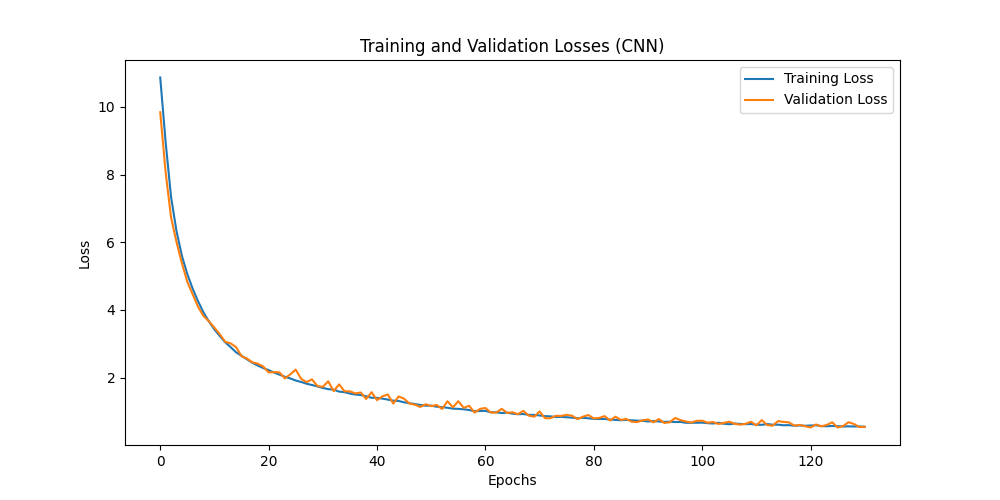 Training and Validation Losses (CNN)
Training Loss
Validation Loss
10
8
6
4
2
Loss
0 20 40 60 80 100 120
Epochs